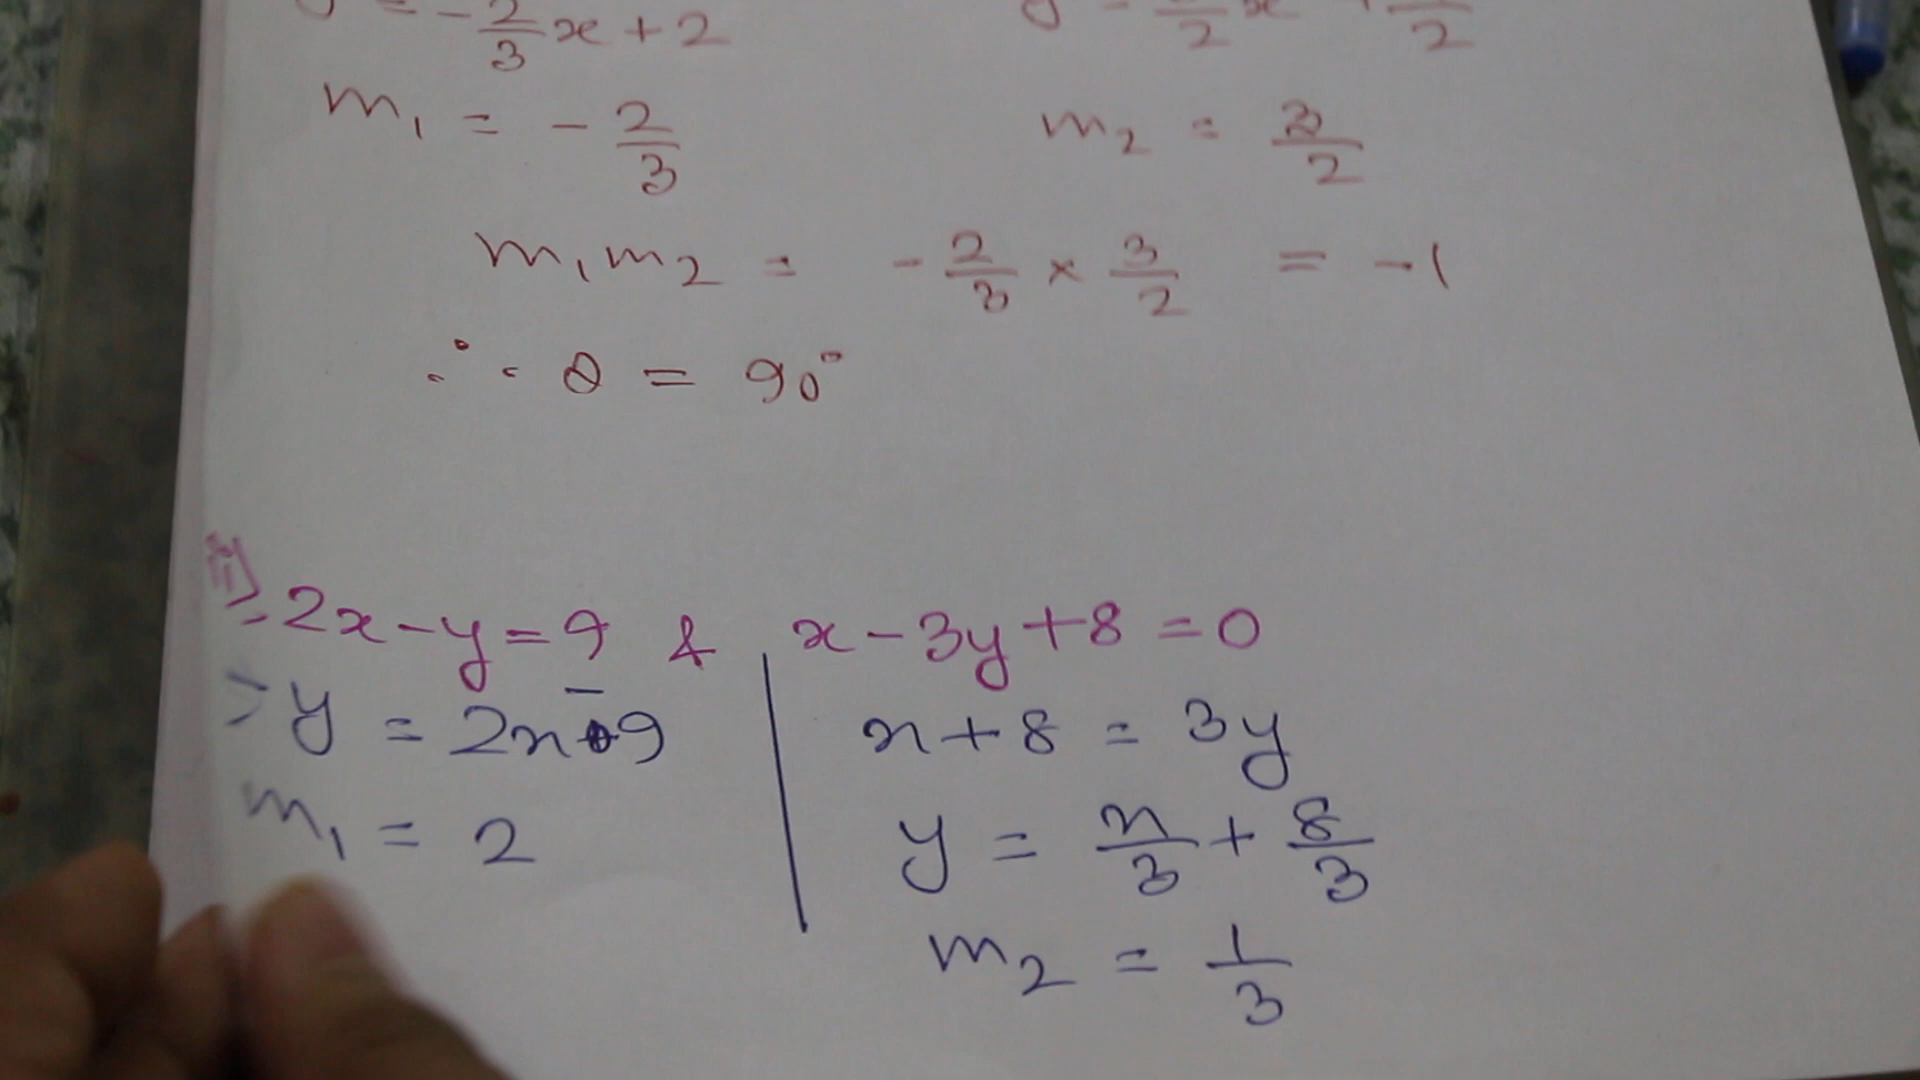 = -2/3 x + 2
m₁ = -2/3    m₂ = 3/2
m₁m₂ = -2/3 × 3/2 = -1
∴ θ = 90°
2x-y=9 & x-3y+8=0
y = 2x-9    x+8 = 3y
m₁ = 2    y = x/3 + 8/3
m₂ = 1/3